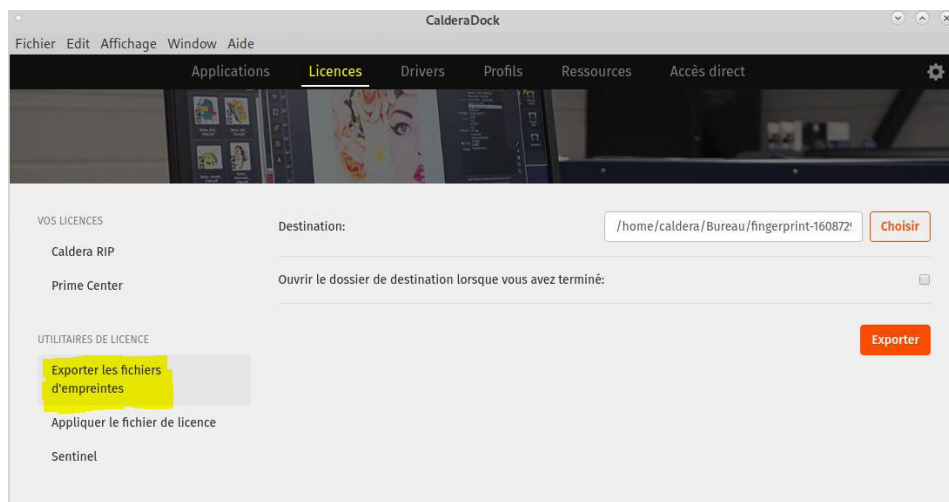 CalderaDock
Fichier Edit Affichage Window Aide
Applications Licences Drivers Profils Ressources Accès direct
VOS LICENCES
Caldera RIP
Prime Center
UTILITAIRES DE LICENCE
Exporter les fichiers
d'empreintes
Appliquer le fichier de licence
Sentinel
Destination:
/home/caldera/Bureau/fingerprint-160872
Choisir
Ouvrir le dossier de destination lorsque vous avez terminé:
Exporter